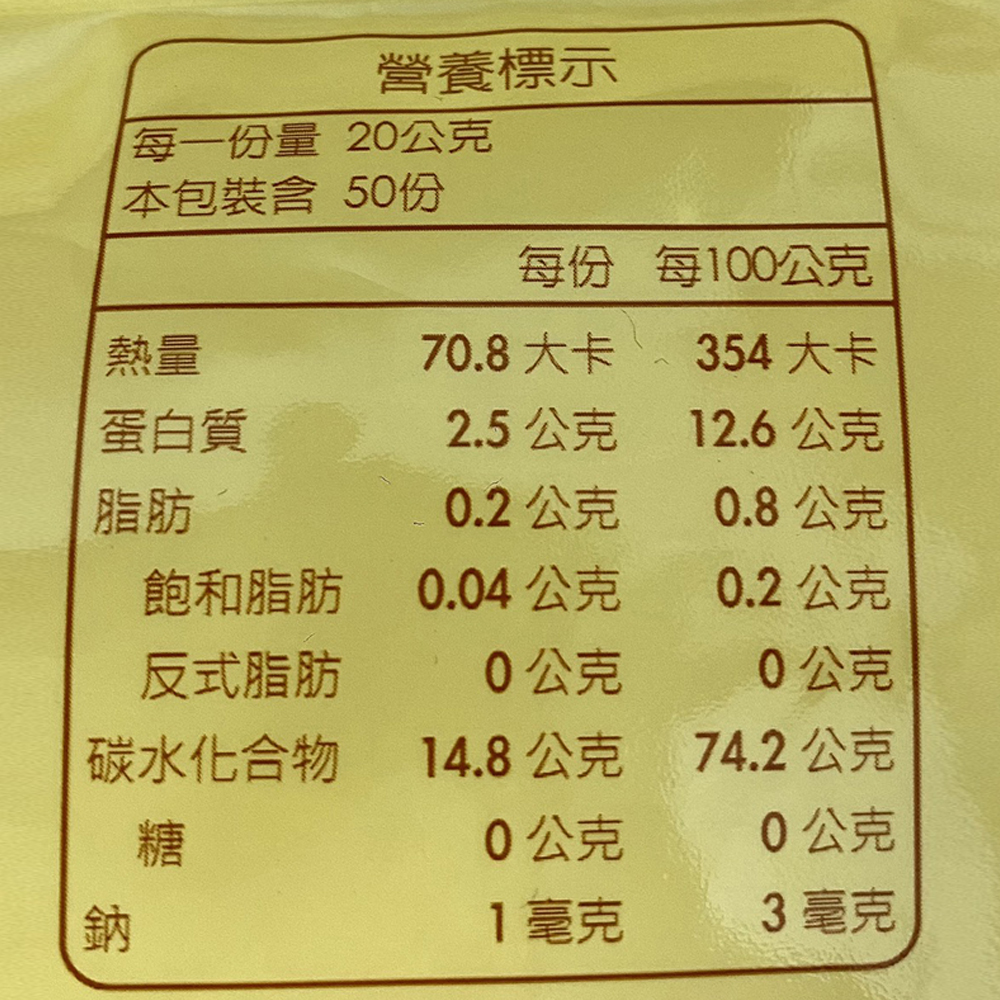 營養標示
每一份量 20公克
本包裝含 50份
每份 每100公克
熱量 70.8 大卡 354 大卡
蛋白質 2.5 公克 12.6 公克
脂肪 0.2 公克 0.8 公克
飽和脂肪 0.04 公克 0.2 公克
反式脂肪 0 公克 0 公克
碳水化合物 14.8 公克 74.2 公克
糖 0 公克 0 公克
鈉 1 毫克 3 毫克